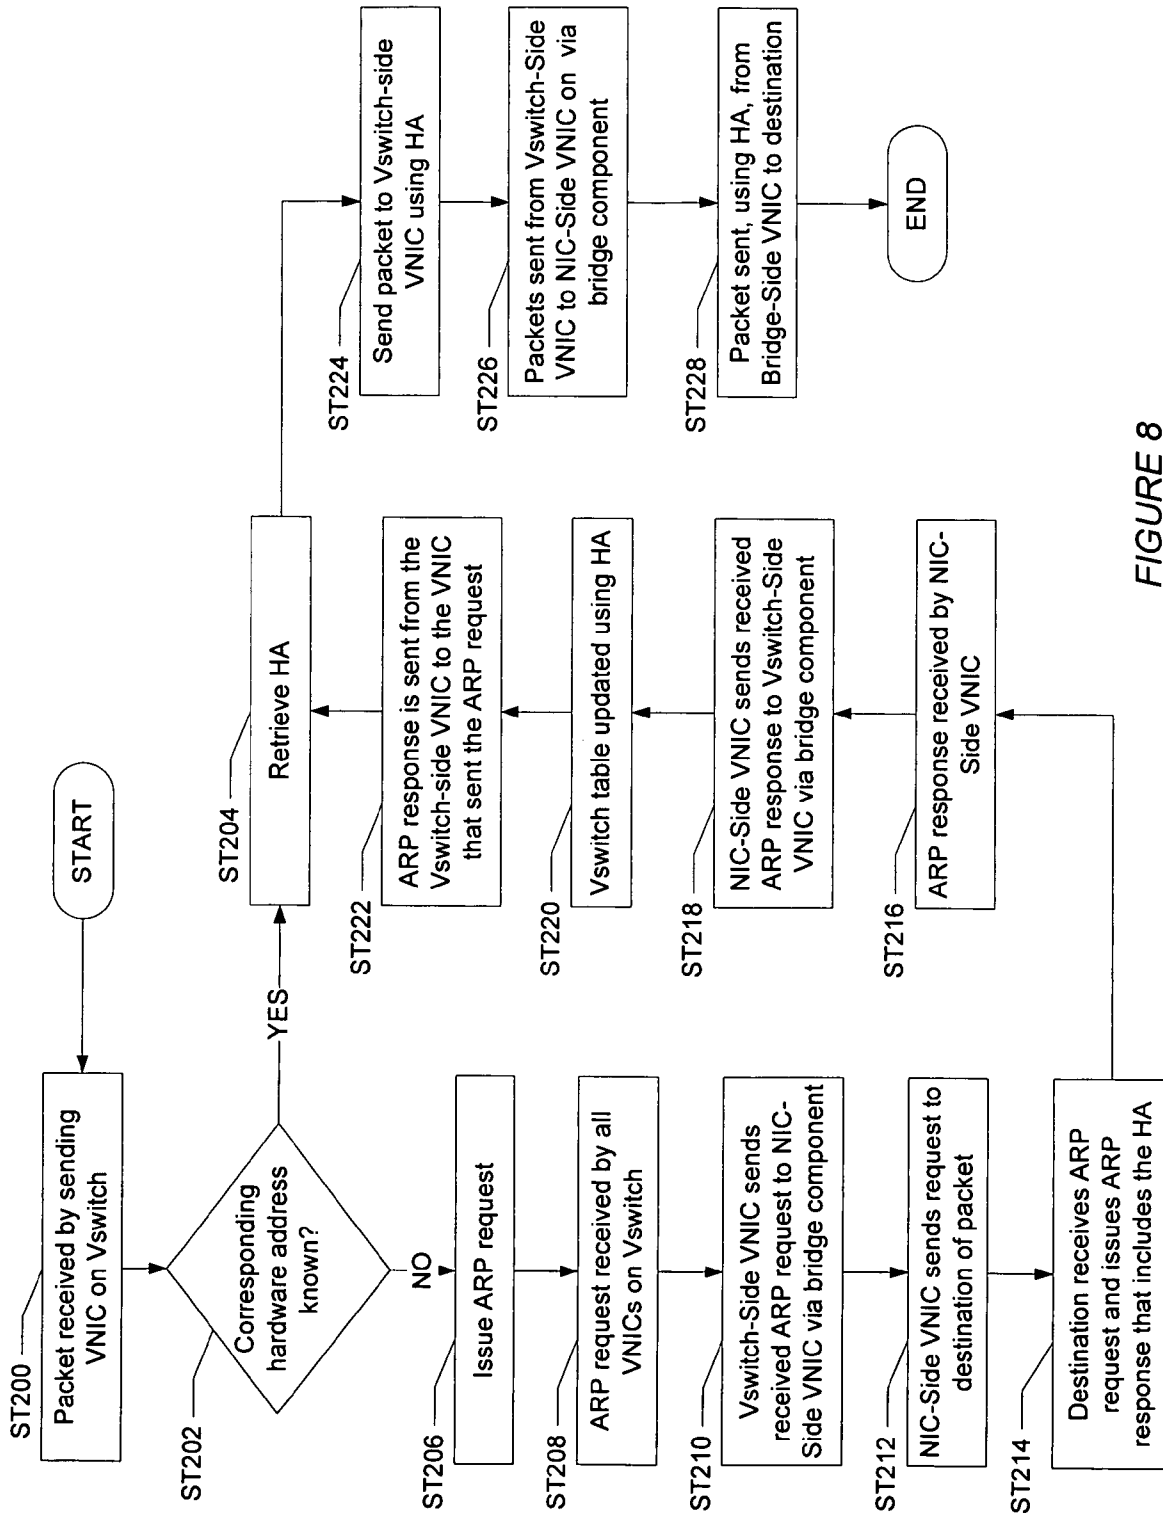 START
ST200
Packet received by sending
VNIC on Vswitch
ST202
Corresponding
hardware address
known?
YES
NO
ST204
Retrieve HA
ST206
Issue ARP request
ST208
ARP request received by all
VNICs on Vswitch
ST210
Vswitch-Side VNIC sends
received ARP request to NIC-
Side VNIC via bridge component
ST212
NIC-Side VNIC sends request to
destination of packet
ST214
Destination receives ARP
request and issues ARP
response that includes the HA
ST216
ARP response received by NIC-
Side VNIC
ST218
NIC-Side VNIC sends received
ARP response to Vswitch-Side
VNIC via bridge component
ST220
Vswitch table updated using HA
ST222
ARP response is sent from the
Vswitch-side VNIC to the VNIC
that sent the ARP request
ST224
Send packet to Vswitch-side
VNIC using HA
ST226
Packets sent from Vswitch-Side
VNIC to NIC-Side VNIC on via
bridge component
ST228
Packet sent, using HA, from
Bridge-Side VNIC to destination
END
FIGURE 8